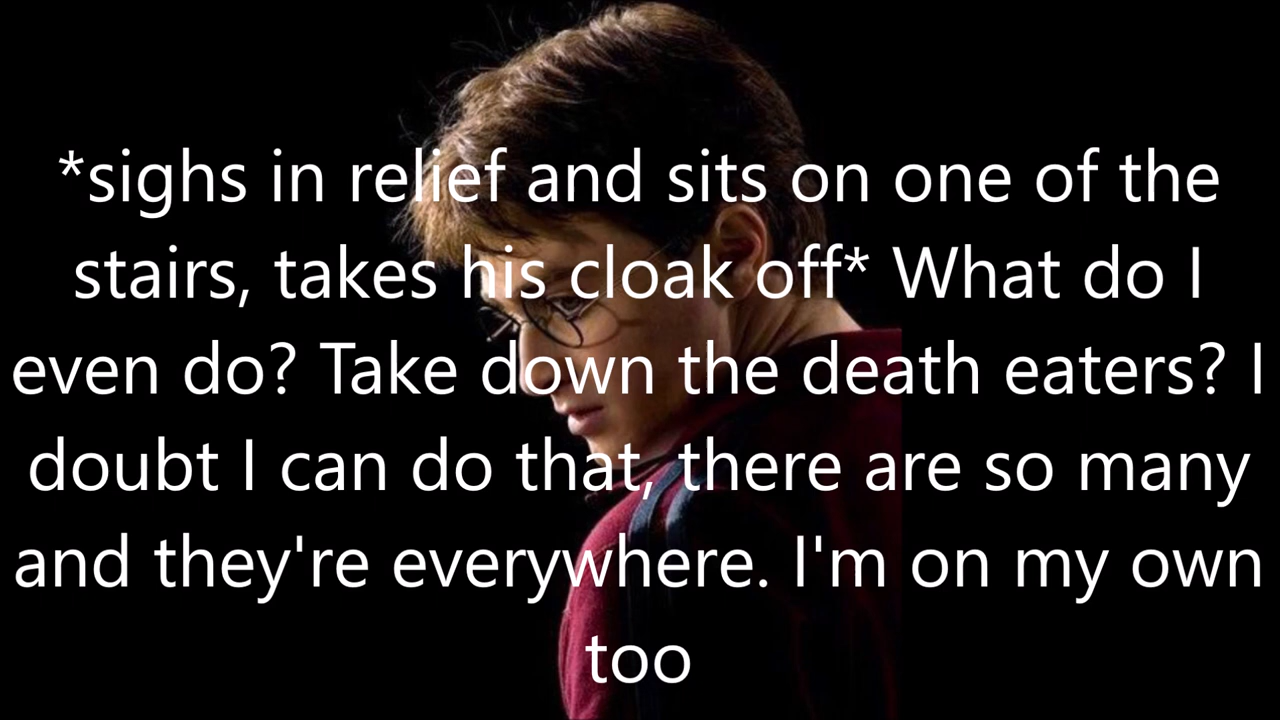 *sighs in relief and sits on one of the
stairs, takes his cloak off* What do I
even do? Take down the death eaters? I
doubt I can do that, there are so many
and they're everywhere. I'm on my own
too